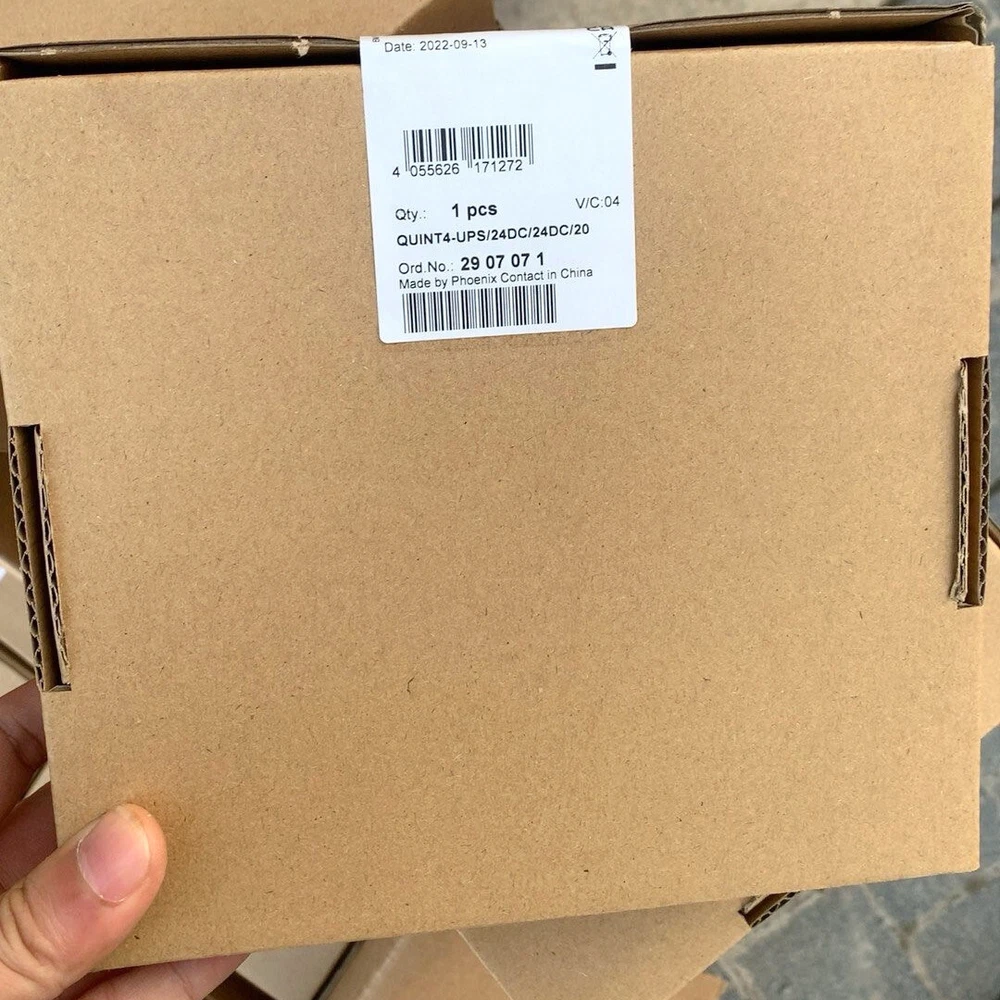 Date: 2022-09-13
4 055626 171272
Qty.: 1 pcs V/C:04
QUINT4-UPS/24DC/24DC/20
Ord.No.: 29 07 07 1
Made by Phoenix Contact in China